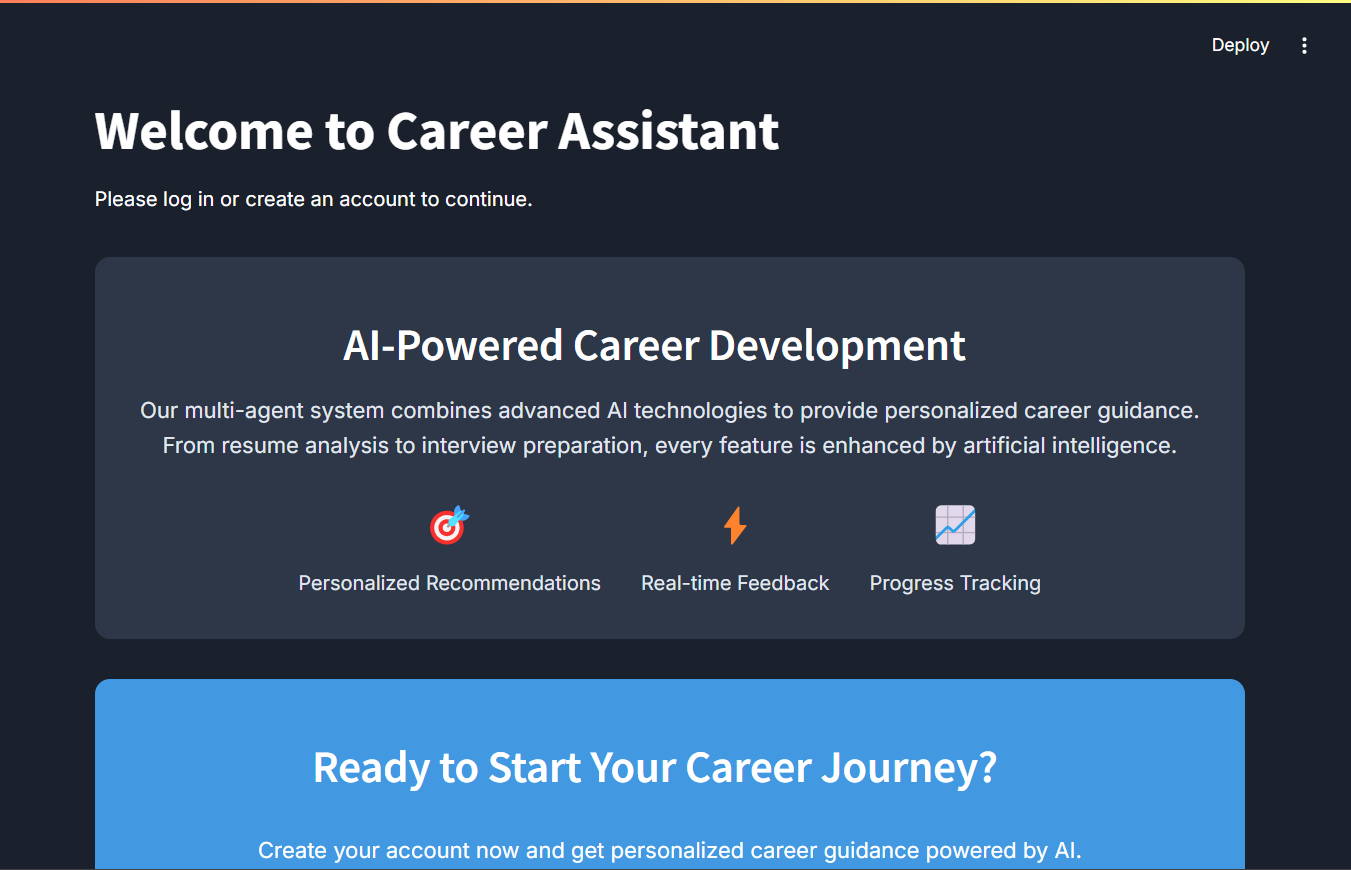 Deploy
Welcome to Career Assistant
Please log in or create an account to continue.
AI-Powered Career Development
Our multi-agent system combines advanced AI technologies to provide personalized career guidance.
From resume analysis to interview preparation, every feature is enhanced by artificial intelligence.
Personalized Recommendations
Real-time Feedback
Progress Tracking
Ready to Start Your Career Journey?
Create your account now and get personalized career guidance powered by AI.